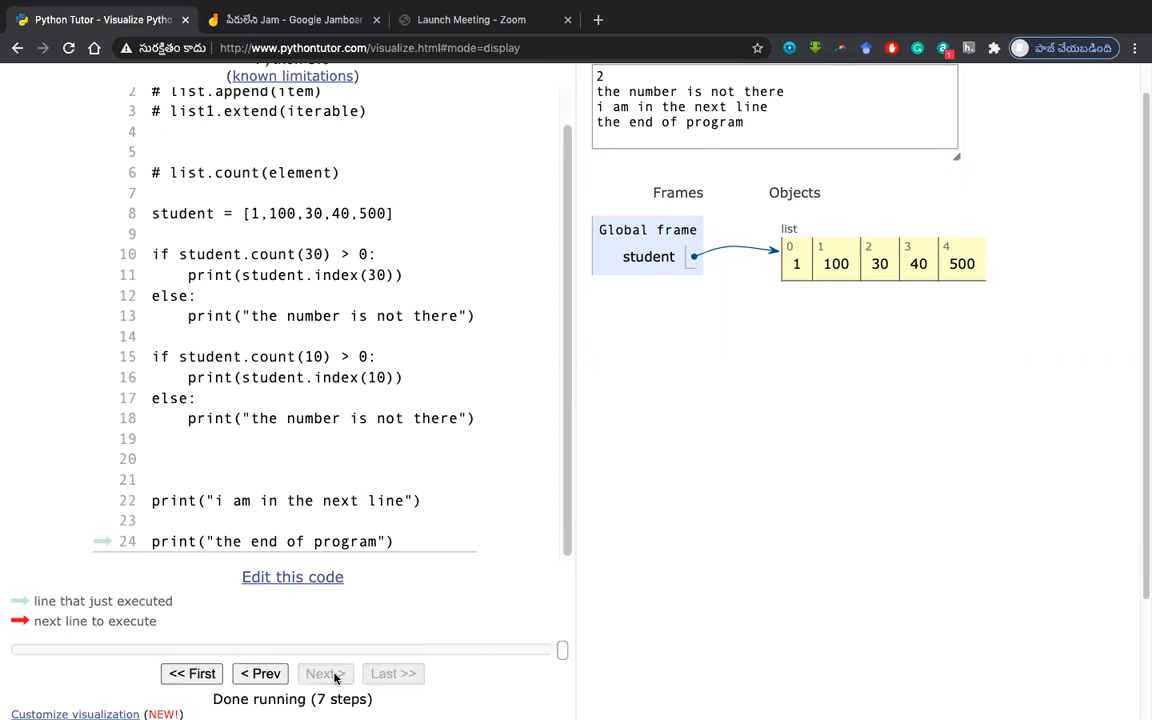 Python Tutor - Visualize Pytho
పేరులేని Jam - Google Jamboar
Launch Meeting - Zoom
సురక్షితం కాదు
http://www.pythontutor.com/visualize.html#mode=display
పాజ్ చేయబడింది
(known limitations)
2 # list.append(item)
3 # list1.extend(iterable)
4
5
6 # list.count(element)
7
8 student = [1,100,30,40,500]
9
10 if student.count(30) > 0:
11 print(student.index(30))
12 else:
13 print("the number is not there")
14
15 if student.count(10) > 0:
16 print(student.index(10))
17 else:
18 print("the number is not there")
19
20
21
22 print("i am in the next line")
23
24 print("the end of program")
Edit this code
line that just executed
next line to execute
<< First
< Prev
Next >
Last >>
Done running (7 steps)
Customize visualization (NEW!)
2
the number is not there
i am in the next line
the end of program
Frames
Objects
Global frame
student
list
0 1 2 3 4
1 100 30 40 500